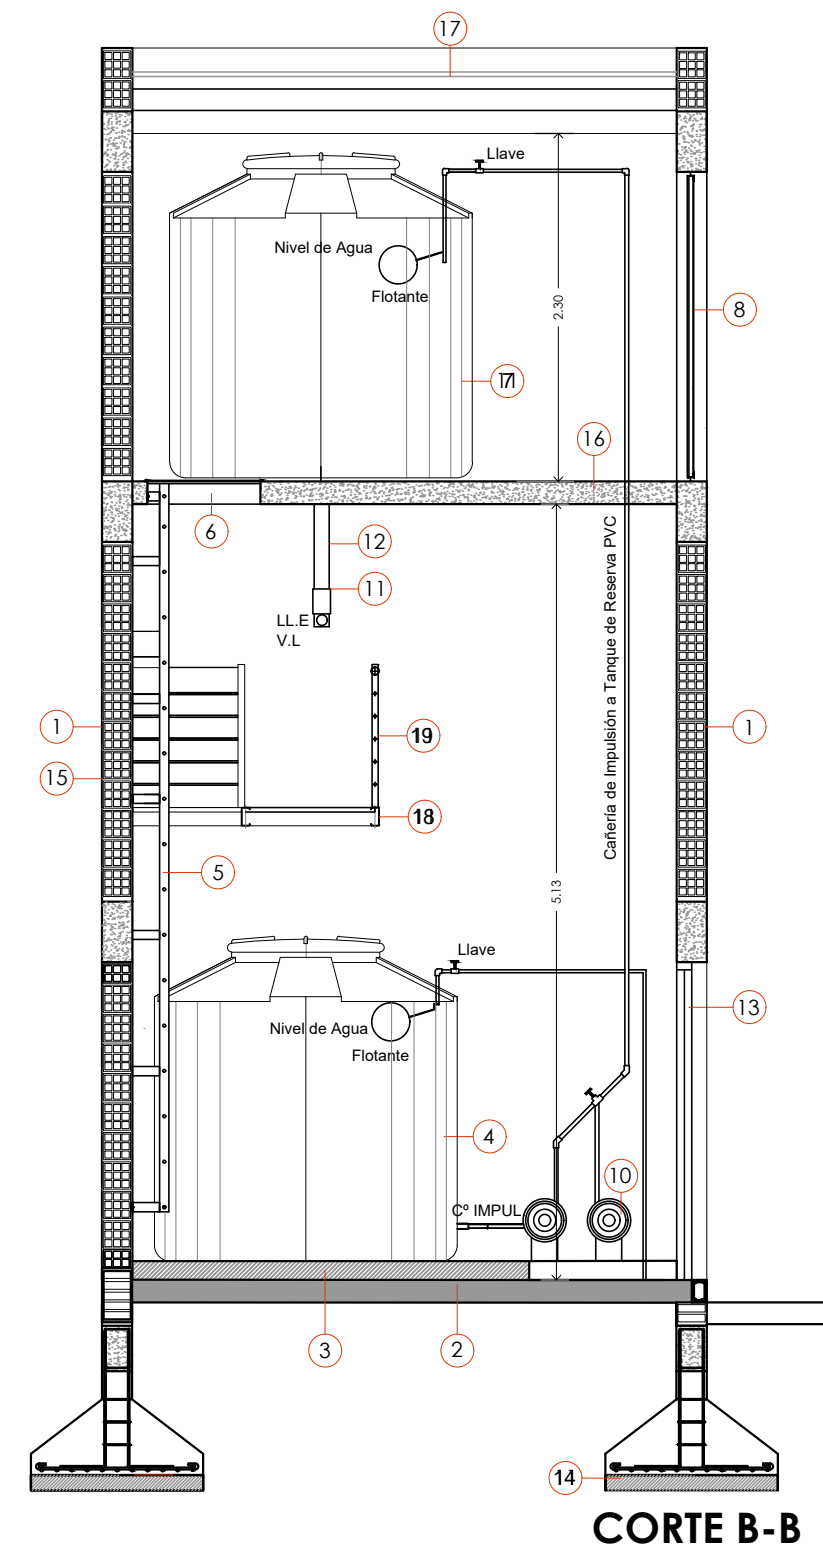 17
Llave
Nivel de Agua
Flotante
2.30
8
16
6
12
11
LL.E
V.L
Cañería de Impulsión a Tanque de Reserva PVC
1
1
15
19
18
5
5.13
Llave
Nivel de Agua
Flotante
13
4
10
Cº IMPUL
3
2
14
CORTE B-B